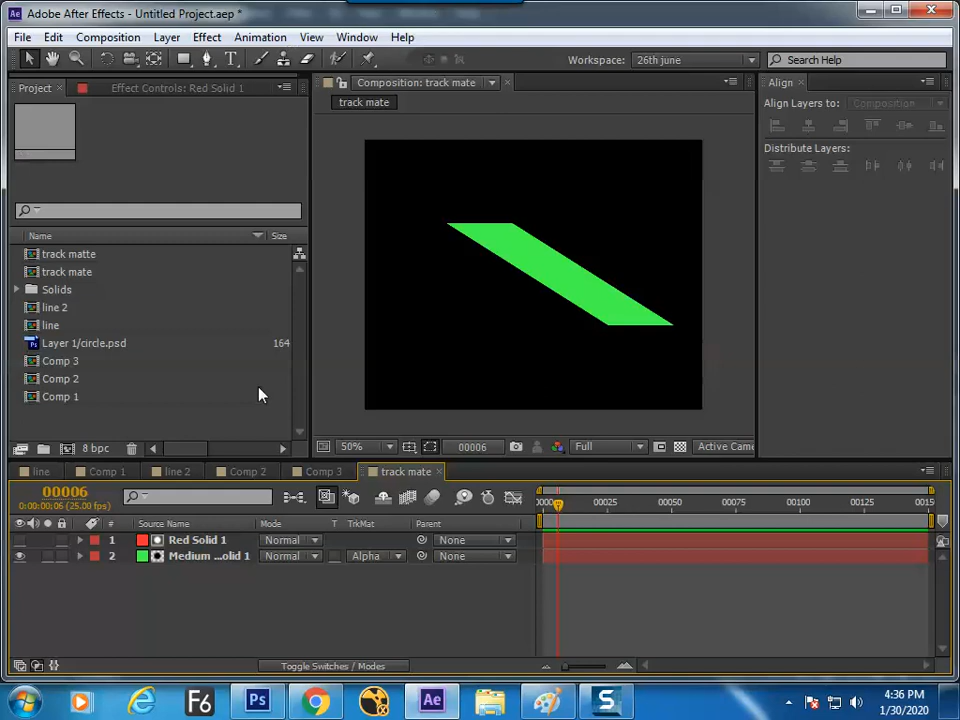 Adobe After Effects - Untitled Project.aep *
File Edit Composition Layer Effect Animation View Window Help
Workspace: 26th june Search Help
Project Effect Controls: Red Solid 1
Composition: track mate
Align
track mate
Align Layers to: Composition
Distribute Layers:
Name Size
track matte
track mate
Solids
line 2
line
Layer 1/circle.psd 164
Comp 3
Comp 2
Comp 1
8 bpc
50% 00006 Full Active Came
line Comp 1 line 2 Comp 2 Comp 3 track mate
00006
0:00:00:06 (25.00 fps)
00025 00050 00075 00100 00125 0015
# Source Name Mode T TrkMat Parent
1 Red Solid 1 Normal None
2 Medium ...olid 1 Normal Alpha None
Toggle Switches / Modes
F6 Ps Ae S
4:36 PM
1/30/2020